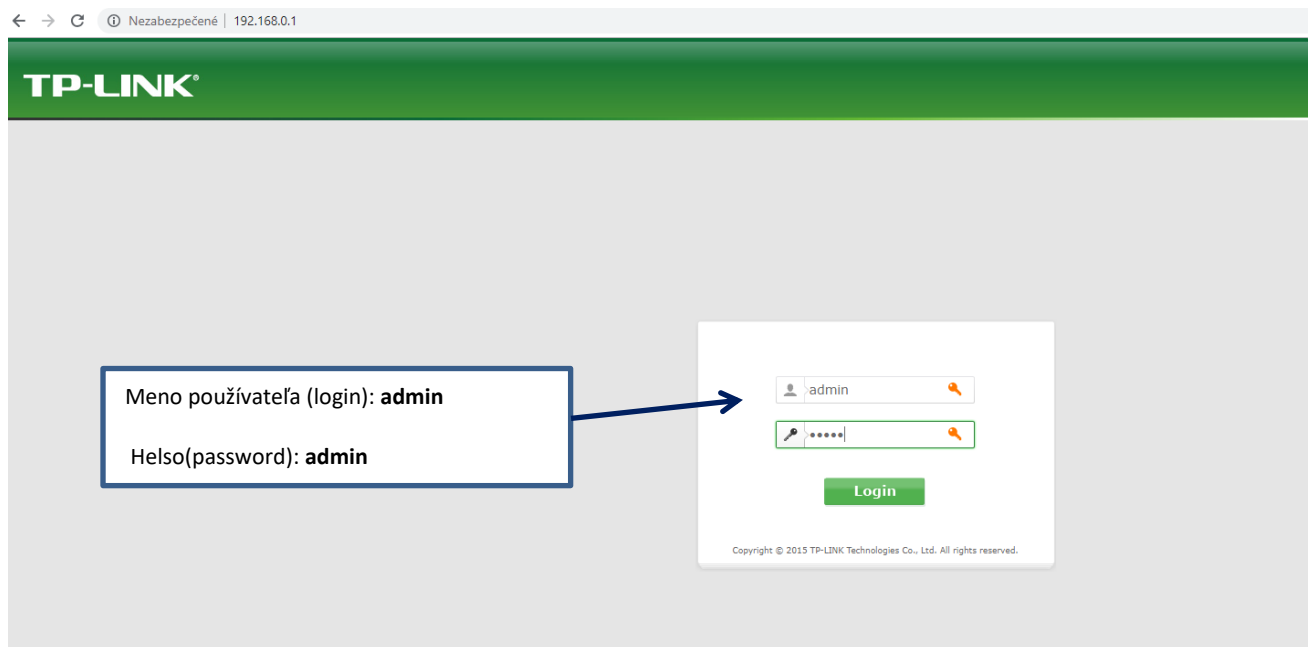 Nezabezpečené | 192.168.0.1
TP-LINK®
Meno používateľa (login): admin
Helso(password): admin
admin
•••••
Login
Copyright © 2015 TP-LINK Technologies Co., Ltd. All rights reserved.